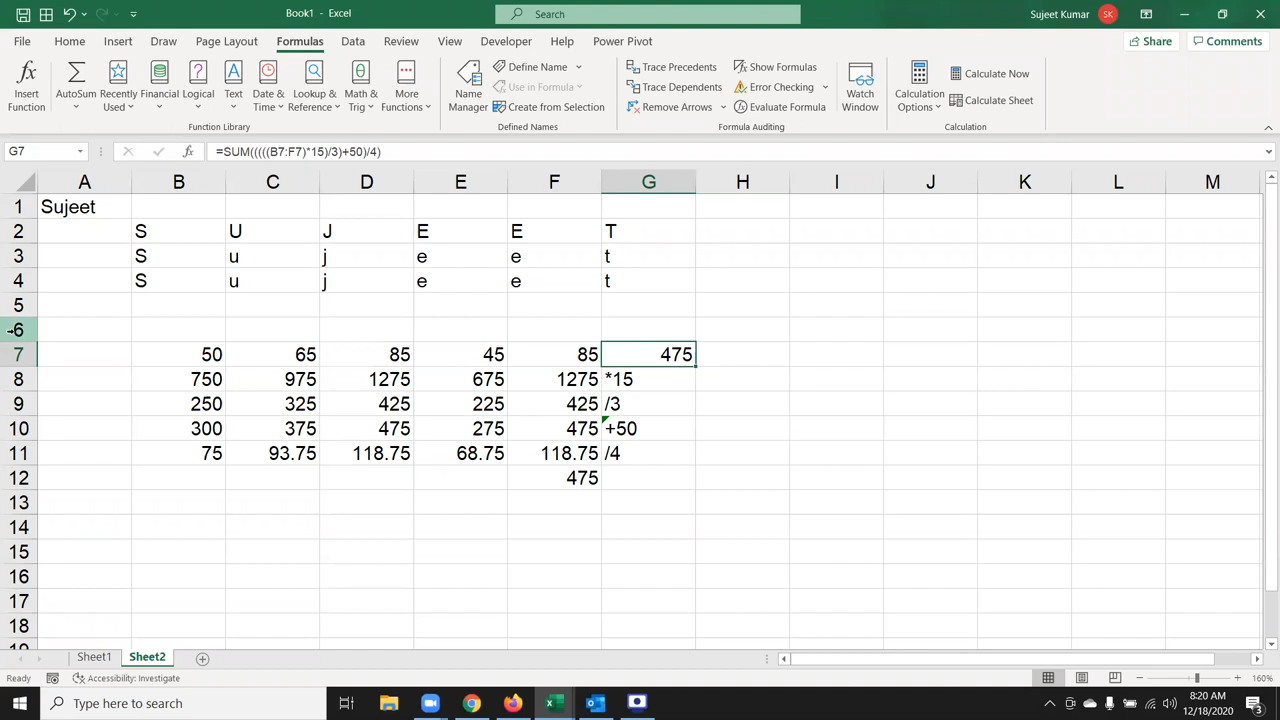 Book1 - Excel
Search
Sujeet Kumar
SK
File Home Insert Draw Page Layout Formulas Data Review View Developer Help Power Pivot
Share
Comments
Insert Function
AutoSum
Recently Used
Financial
Logical
Text
Date & Time
Lookup & Reference
Math & Trig
More Functions
Function Library
Name Manager
Define Name
Use in Formula
Create from Selection
Defined Names
Trace Precedents
Trace Dependents
Remove Arrows
Show Formulas
Error Checking
Evaluate Formula
Formula Auditing
Watch Window
Calculation Options
Calculate Now
Calculate Sheet
Calculation
G7
fx
=SUM(((((B7:F7)*15)/3)+50)/4)
A B C D E F G H I J K L M
1 Sujeet
2 S U J E E T
3 S u j e e t
4 S u j e e t
5
6
7 50 65 85 45 85 475
8 750 975 1275 675 1275 *15
9 250 325 425 225 425 /3
10 300 375 475 275 475 +50
11 75 93.75 118.75 68.75 118.75 /4
12 475
13
14
15
16
17
18
19
Sheet1 Sheet2
Ready
Accessibility: Investigate
160%
Type here to search
8:20 AM
12/18/2020
3